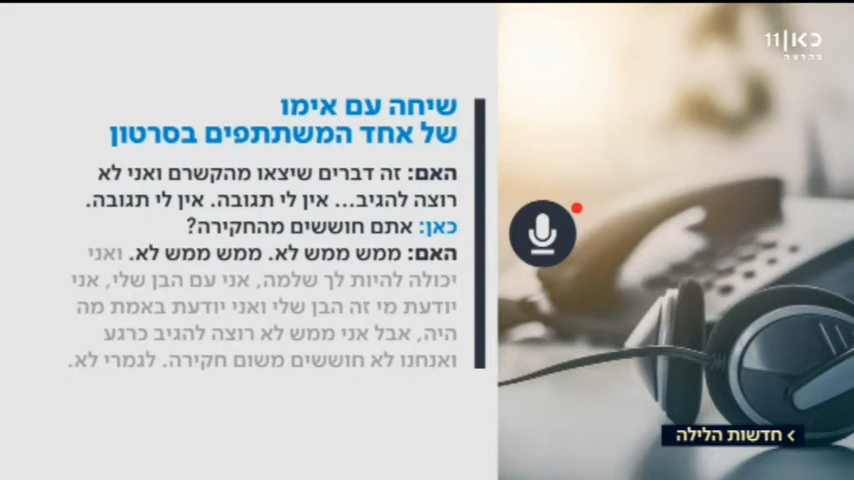 כאן 11
בהרצה
שיחה עם אימו
של אחד המשתתפים בסרטון
האם: זה דברים שיצאו מהקשרם ואני לא
רוצה להגיב... אין לי תגובה. אין לי תגובה.
כאן: אתם חוששים מהחקירה?
האם: ממש ממש לא. ממש ממש לא. ואני
יכולה להיות לך שלמה, אני עם הבן שלי, אני
יודעת מי זה הבן שלי ואני יודעת באמת מה
היה, אבל אני ממש לא רוצה להגיב כרגע
ואנחנו לא חוששים משום חקירה. לגמרי לא.
חדשות הלילה